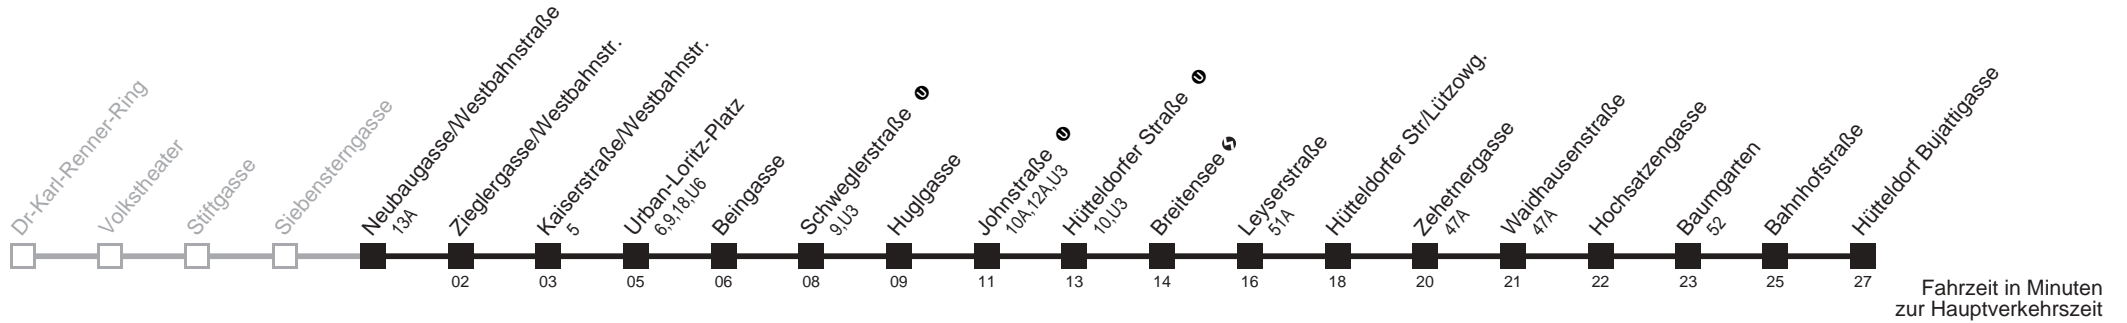 Dr-Karl-Renner-Ring
Volkstheater
Stiftgasse
Siebensterngasse
Neubaugasse/Westbahnstraße
13A
Zieglergasse/Westbahnstr.
02
Kaiserstraße/Westbahnstr.
5
03
Urban-Loritz-Platz
6,9,18,U6
05
Beingasse
06
Schweglerstraße U
9,U3
08
Huglgasse
09
Johnstraße U
10A,12A,U3
11
Hütteldorfer Straße U
10,U3
13
Breitensee S
14
Leyserstraße
51A
16
Hütteldorfer Str/Lützowg.
18
Zehetnergasse
47A
20
Waidhausenstraße
47A
21
Hochsatzengasse
22
Baumgarten
52
23
Bahnhofstraße
25
Hütteldorf Bujattigasse
27
Fahrzeit in Minuten
zur Hauptverkehrszeit